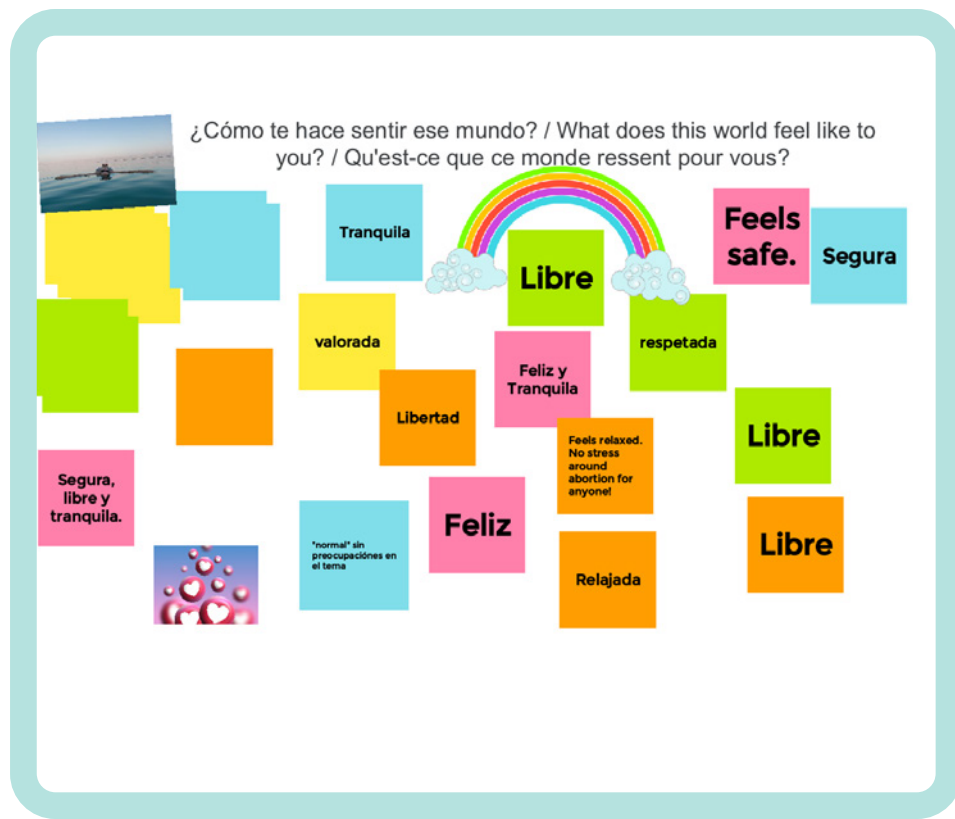 ¿Cómo te hace sentir ese mundo? / What does this world feel like to
you? / Qu'est-ce que ce monde ressent pour vous?
Tranquila
Libre
Feels
safe.
Segura
valorada
Feliz y
Tranquila
respetada
Libertad
Feels relaxed.
No stress
around
abortion for
anyone!
Libre
Segura,
libre y
tranquila.
"normal" sin
preocupaciónes en
el tema
Feliz
Relajada
Libre